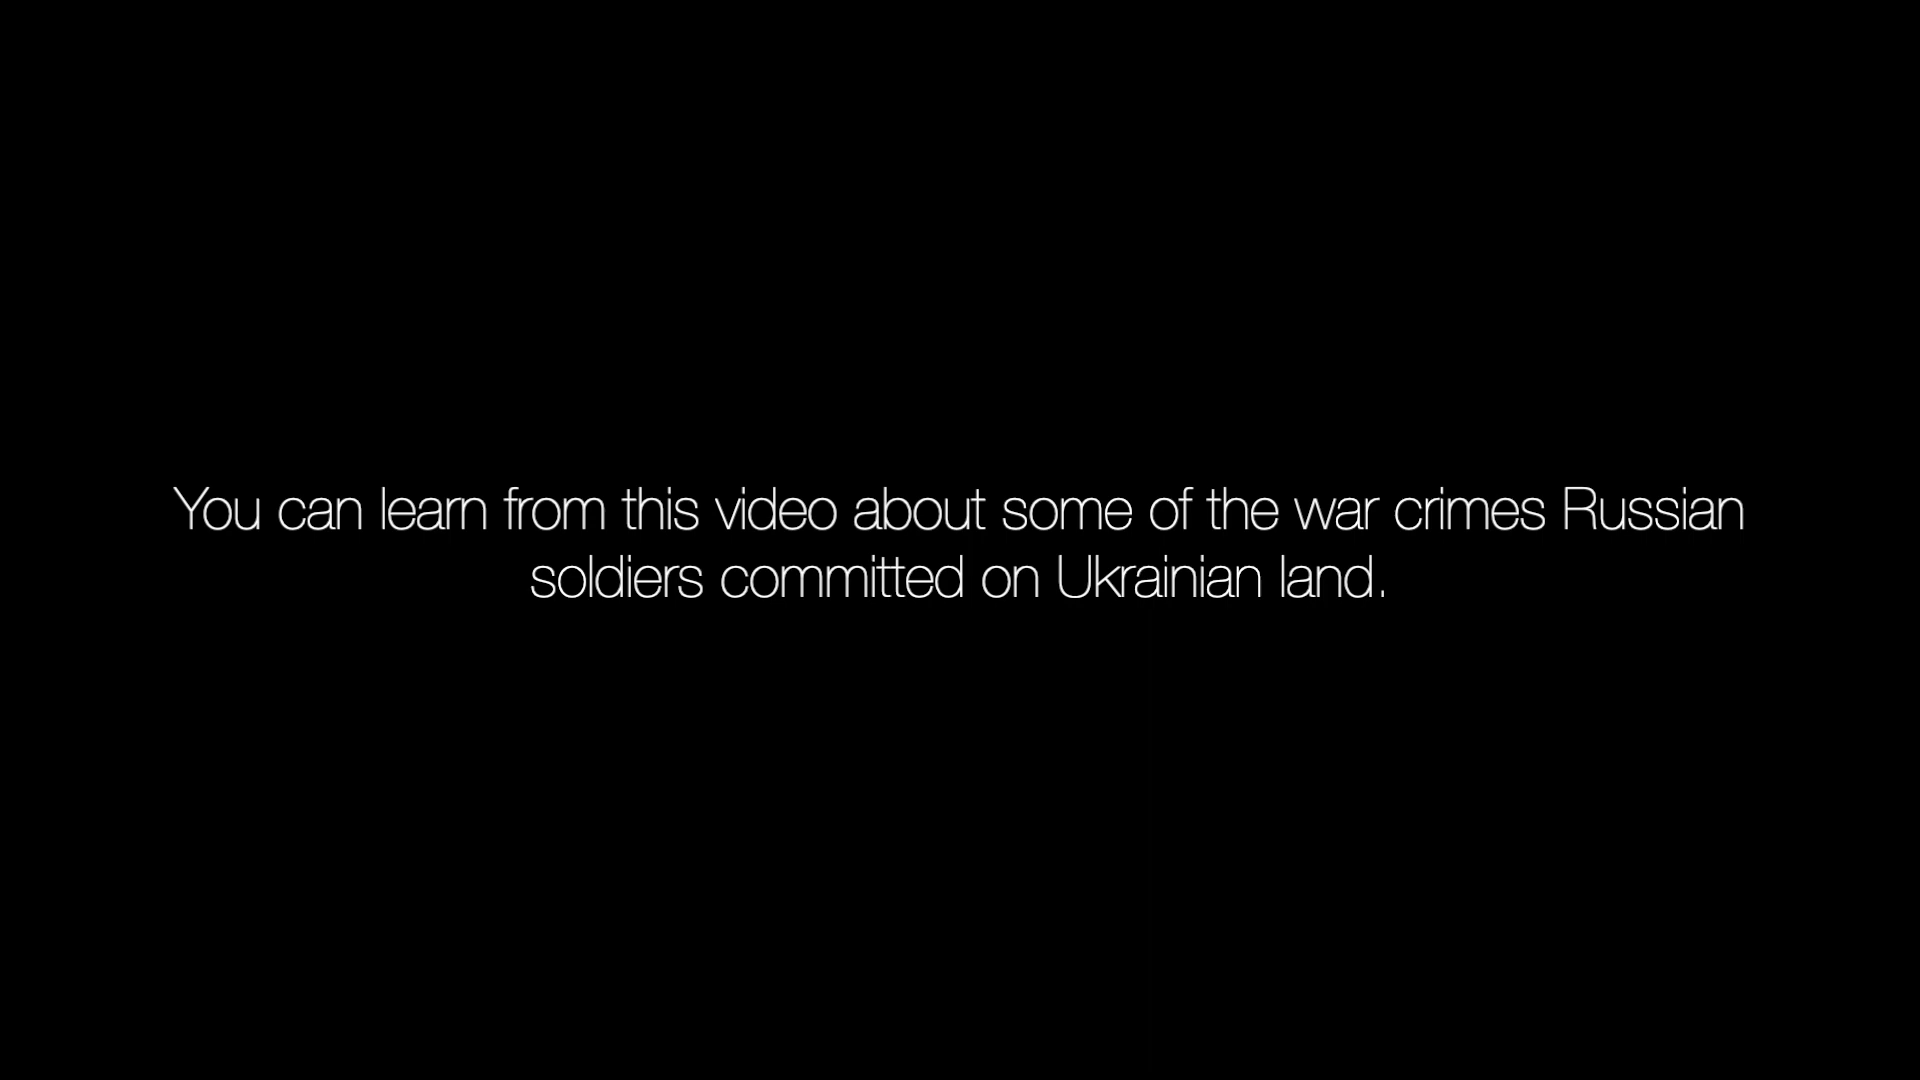 You can learn from this video about some of the war crimes Russian
soldiers committed on Ukrainian land.